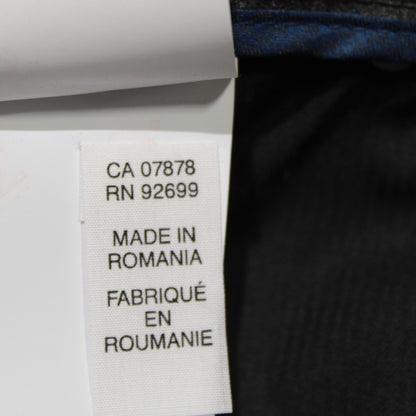 CA 07878
RN 92699
MADE IN
ROMANIA
FABRIQUÉ
EN
ROUMANIE